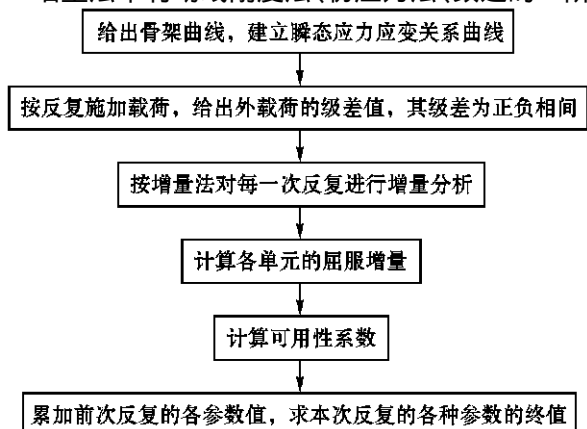 给出骨架曲线，建立瞬态应力应变关系曲线
按反复施加载荷，给出外载荷的级差值，其级差为正负相间
按增量法对每一次反复进行增量分析
计算各单元的屈服增量
计算可用性系数
累加前次反复的各参数值，求本次反复的各种参数的终值